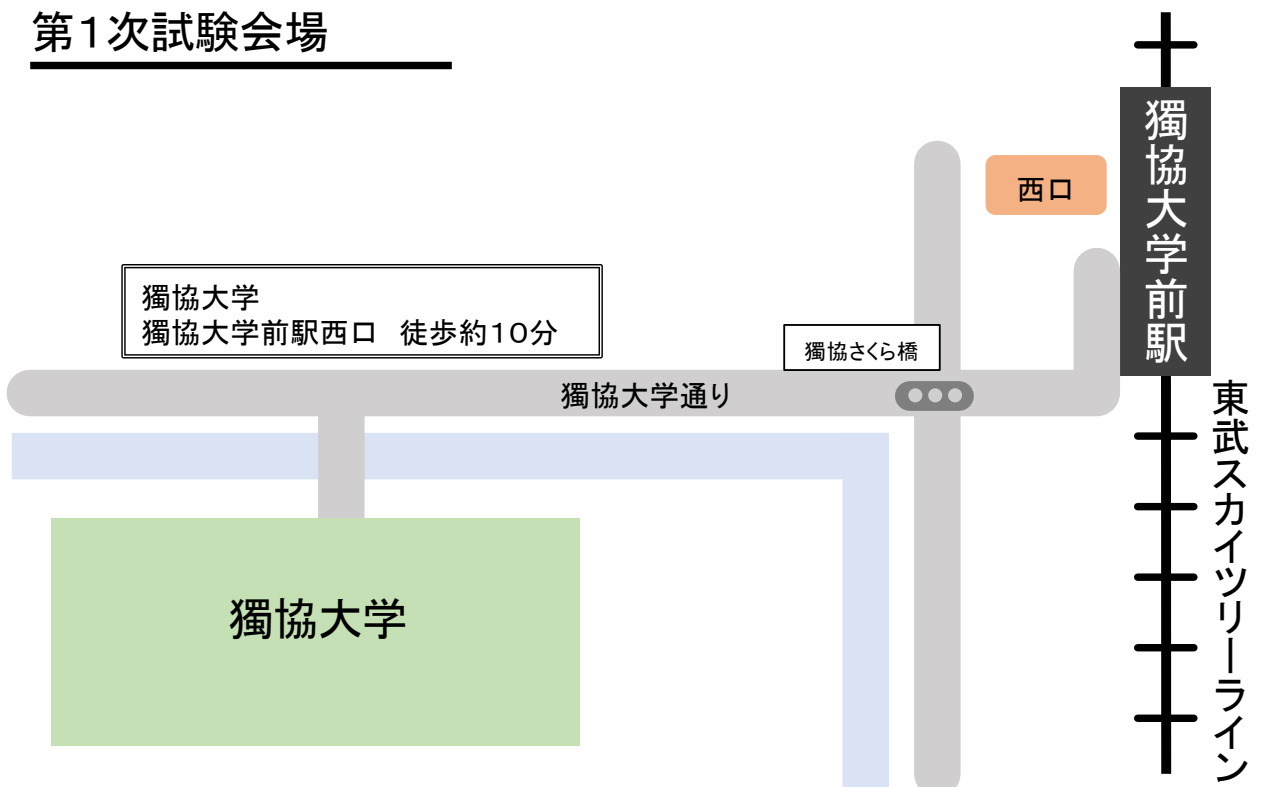 第1次試験会場
獨協大学前駅
西口
獨協大学
獨協大学前駅西口　徒歩約10分
獨協さくら橋
獨協大学通り
東武スカイツリーライン
獨協大学